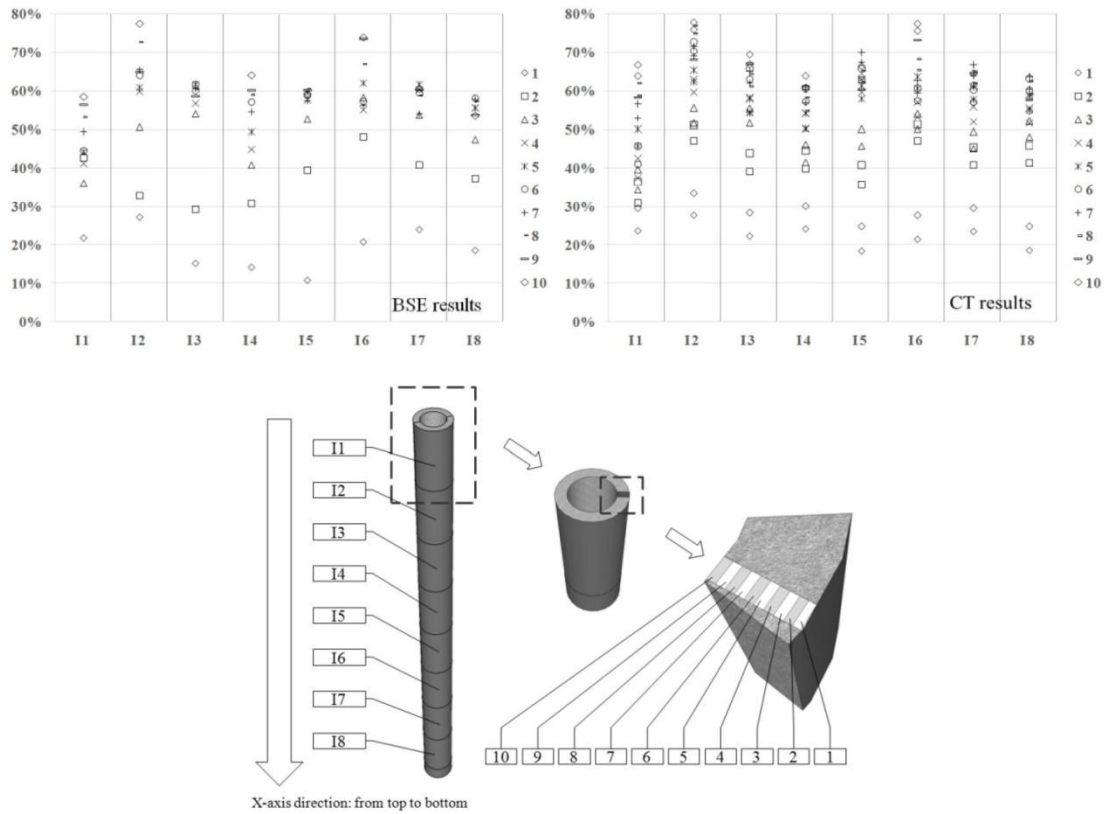 80%
70%
60%
50%
40%
30%
20%
10%
0%
I1 I2 I3 I4 I5 I6 I7 I8
BSE results
1
2
3
4
5
6
7
8
9
10
80%
70%
60%
50%
40%
30%
20%
10%
0%
I1 I2 I3 I4 I5 I6 I7 I8
CT results
1
2
3
4
5
6
7
8
9
10
I1
I2
I3
I4
I5
I6
I7
I8
10 9 8 7 6 5 4 3 2 1
X-axis direction: from top to bottom